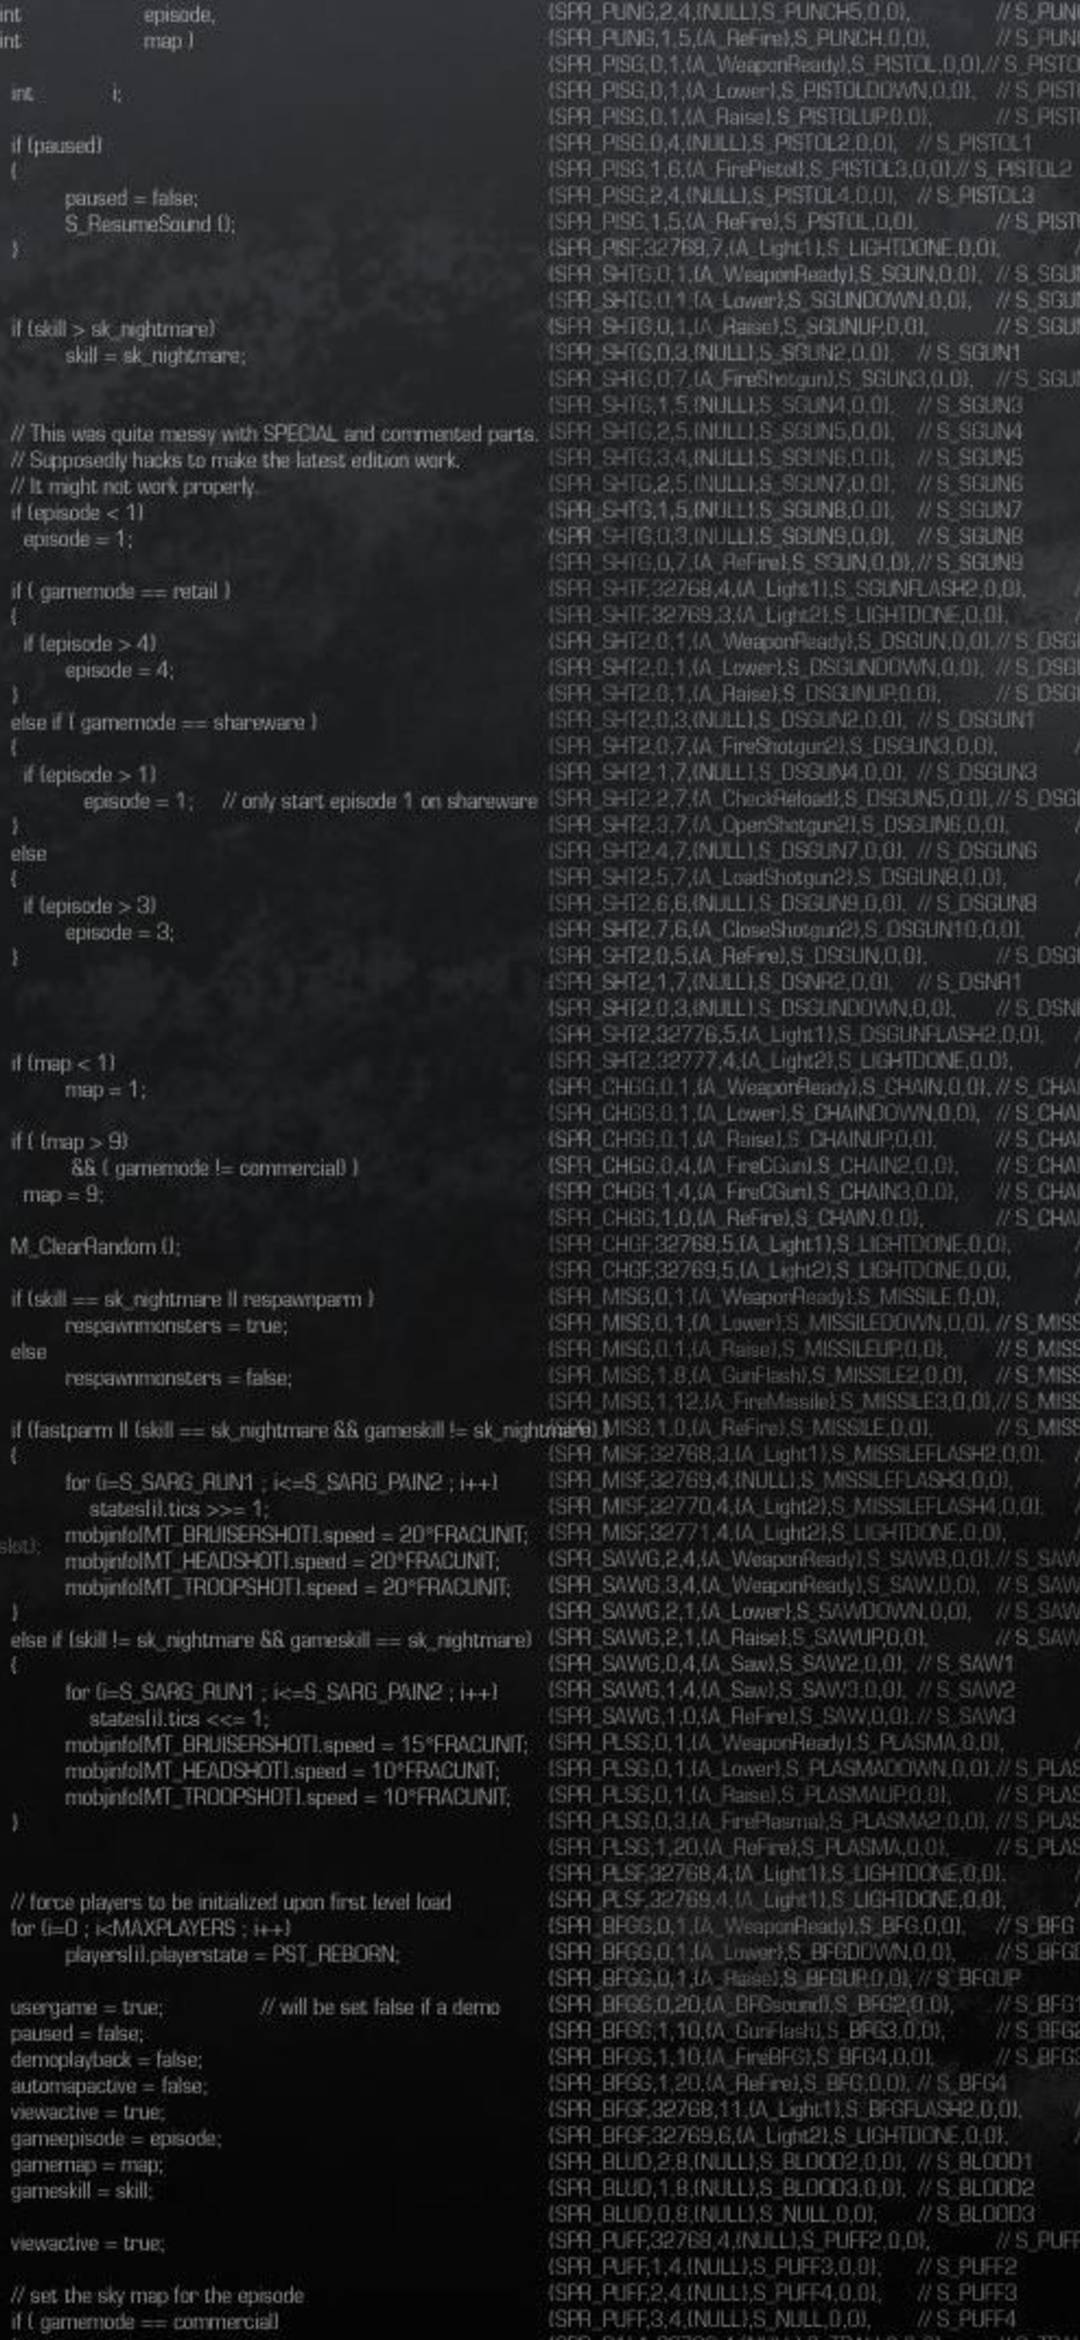 int episode,
int map )
int i;
if (paused)
{
paused = false;
S_ResumeSound ();
}
if (skill > sk_nightmare)
skill = sk_nightmare;
// This was quite messy with SPECIAL and commented parts.
// Supposedly hacks to make the latest edition work.
// It might not work properly.
if (episode < 1)
episode = 1;
if ( gamemode == retail )
{
if (episode > 4)
episode = 4;
}
else if ( gamemode == shareware )
{
if (episode > 1)
episode = 1; // only start episode 1 on shareware
}
else
{
if (episode > 3)
episode = 3;
}
if (map < 1)
map = 1;
if ( (map > 9)
&& ( gamemode != commercial) )
map = 9;
M_ClearRandom ();
if (skill == sk_nightmare || respawnparm )
respawnmonsters = true;
else
respawnmonsters = false;
if (fastparm || (skill == sk_nightmare && gameskill != sk_nightmare) )
{
for (i=S_SARG_RUN1 ; i<=S_SARG_PAIN2 ; i++)
states[i].tics >>= 1;
mobjinfo[MT_BRUISERSHOT].speed = 20*FRACUNIT;
slot);
mobjinfo[MT_HEADSHOT].speed = 20*FRACUNIT;
mobjinfo[MT_TROOPSHOT].speed = 20*FRACUNIT;
}
else if (skill != sk_nightmare && gameskill == sk_nightmare)
{
for (i=S_SARG_RUN1 ; i<=S_SARG_PAIN2 ; i++)
states[i].tics <<= 1;
mobjinfo[MT_BRUISERSHOT].speed = 15*FRACUNIT;
mobjinfo[MT_HEADSHOT].speed = 10*FRACUNIT;
mobjinfo[MT_TROOPSHOT].speed = 10*FRACUNIT;
}
// force players to be initialized upon first level load
for (i=0 ; i<MAXPLAYERS ; i++)
players[i].playerstate = PST_REBORN;
usergame = true; // will be set false if a demo
paused = false;
demoplayback = false;
automapactive = false;
viewactive = true;
gameepisode = episode;
gamemap = map;
gameskill = skill;
viewactive = true;
// set the sky map for the episode
if ( gamemode == commercial)
{SPR_PUNG,2,4,{NULL},S_PUNCH5,0,0}, // S_PUN
{SPR_PUNG,1,5,{A_ReFire},S_PUNCH,0,0}, // S_PUN
{SPR_PISG,0,1,{A_WeaponReady},S_PISTOL,0,0},// S_PISTO
{SPR_PISG,0,1,{A_Lower},S_PISTOLDOWN,0,0}, // S_PIST
{SPR_PISG,0,1,{A_Raise},S_PISTOLUP,0,0}, // S_PIST
{SPR_PISG,0,4,{NULL},S_PISTOL2,0,0}, // S_PISTOL1
{SPR_PISG,1,6,{A_FirePistol},S_PISTOL3,0,0},// S_PISTOL2
{SPR_PISG,2,4,{NULL},S_PISTOL4,0,0}, // S_PISTOL3
{SPR_PISG,1,5,{A_ReFire},S_PISTOL,0,0}, // S_PIST
{SPR_PISF,32768,7,{A_Light1},S_LIGHTDONE,0,0}, /
{SPR_SHTG,0,1,{A_WeaponReady},S_SGUN,0,0}, // S_SGU
{SPR_SHTG,0,1,{A_Lower},S_SGUNDOWN,0,0}, // S_SGU
{SPR_SHTG,0,1,{A_Raise},S_SGUNUP,0,0}, // S_SGU
{SPR_SHTG,0,3,{NULL},S_SGUN2,0,0}, // S_SGUN1
{SPR_SHTG,0,7,{A_FireShotgun},S_SGUN3,0,0}, // S_SGU
{SPR_SHTG,1,5,{NULL},S_SGUN4,0,0}, // S_SGUN3
{SPR_SHTG,2,5,{NULL},S_SGUN5,0,0}, // S_SGUN4
{SPR_SHTG,3,4,{NULL},S_SGUN6,0,0}, // S_SGUN5
{SPR_SHTG,2,5,{NULL},S_SGUN7,0,0}, // S_SGUN6
{SPR_SHTG,1,5,{NULL},S_SGUN8,0,0}, // S_SGUN7
{SPR_SHTG,0,3,{NULL},S_SGUN9,0,0}, // S_SGUN8
{SPR_SHTG,0,7,{A_ReFire},S_SGUN,0,0},// S_SGUN9
{SPR_SHTF,32768,4,{A_Light1},S_SGUNFLASH2,0,0}, /
{SPR_SHTF,32769,3,{A_Light2},S_LIGHTDONE,0,0}, /
{SPR_SHT2,0,1,{A_WeaponReady},S_DSGUN,0,0},// S_DSG
{SPR_SHT2,0,1,{A_Lower},S_DSGUNDOWN,0,0}, // S_DSG
{SPR_SHT2,0,1,{A_Raise},S_DSGUNUP,0,0}, // S_DSG
{SPR_SHT2,0,3,{NULL},S_DSGUN2,0,0}, // S_DSGUN1
{SPR_SHT2,0,7,{A_FireShotgun2},S_DSGUN3,0,0}, /
{SPR_SHT2,1,7,{NULL},S_DSGUN4,0,0}, // S_DSGUN3
{SPR_SHT2,2,7,{A_CheckReload},S_DSGUN5,0,0},// S_DSG
{SPR_SHT2,3,7,{A_OpenShotgun2},S_DSGUN6,0,0}, /
{SPR_SHT2,4,7,{NULL},S_DSGUN7,0,0}, // S_DSGUN6
{SPR_SHT2,5,7,{A_LoadShotgun2},S_DSGUN8,0,0}, /
{SPR_SHT2,6,6,{NULL},S_DSGUN9,0,0}, // S_DSGUN8
{SPR_SHT2,7,6,{A_CloseShotgun2},S_DSGUN10,0,0}, /
{SPR_SHT2,0,5,{A_ReFire},S_DSGUN,0,0}, // S_DSG
{SPR_SHT2,1,7,{NULL},S_DSNR2,0,0}, // S_DSNR1
{SPR_SHT2,0,3,{NULL},S_DSGUNDOWN,0,0}, // S_DSN
{SPR_SHT2,32776,5,{A_Light1},S_DSGUNFLASH2,0,0}, /
{SPR_SHT2,32777,4,{A_Light2},S_LIGHTDONE,0,0}, /
{SPR_CHGG,0,1,{A_WeaponReady},S_CHAIN,0,0}, // S_CHA
{SPR_CHGG,0,1,{A_Lower},S_CHAINDOWN,0,0}, // S_CHA
{SPR_CHGG,0,1,{A_Raise},S_CHAINUP,0,0}, // S_CHA
{SPR_CHGG,0,4,{A_FireCGun},S_CHAIN2,0,0}, // S_CHA
{SPR_CHGG,1,4,{A_FireCGun},S_CHAIN3,0,0}, // S_CHA
{SPR_CHGG,1,0,{A_ReFire},S_CHAIN,0,0}, // S_CHA
{SPR_CHGF,32768,5,{A_Light1},S_LIGHTDONE,0,0}, /
{SPR_CHGF,32769,5,{A_Light2},S_LIGHTDONE,0,0}, /
{SPR_MISG,0,1,{A_WeaponReady},S_MISSILE,0,0}, /
{SPR_MISG,0,1,{A_Lower},S_MISSILEDOWN,0,0}, // S_MISS
{SPR_MISG,0,1,{A_Raise},S_MISSILEUP,0,0}, // S_MISS
{SPR_MISG,1,8,{A_GunFlash},S_MISSILE2,0,0}, // S_MISS
{SPR_MISG,1,12,{A_FireMissile},S_MISSILE3,0,0},// S_MISS
MISG,1,0,{A_ReFire},S_MISSILE,0,0}, // S_MISS
{SPR_MISF,32768,3,{A_Light1},S_MISSILEFLASH2,0,0}, /
{SPR_MISF,32769,4,{NULL},S_MISSILEFLASH3,0,0}, /
{SPR_MISF,32770,4,{A_Light2},S_MISSILEFLASH4,0,0}, /
{SPR_MISF,32771,4,{A_Light2},S_LIGHTDONE,0,0}, /
{SPR_SAWG,2,4,{A_WeaponReady},S_SAWB,0,0},// S_SAW
{SPR_SAWG,3,4,{A_WeaponReady},S_SAW,0,0}, // S_SAW
{SPR_SAWG,2,1,{A_Lower},S_SAWDOWN,0,0}, // S_SAW
{SPR_SAWG,2,1,{A_Raise},S_SAWUP,0,0}, // S_SAW
{SPR_SAWG,0,4,{A_Saw},S_SAW2,0,0}, // S_SAW1
{SPR_SAWG,1,4,{A_Saw},S_SAW3,0,0}, // S_SAW2
{SPR_SAWG,1,0,{A_ReFire},S_SAW,0,0},// S_SAW3
{SPR_PLSG,0,1,{A_WeaponReady},S_PLASMA,0,0}, /
{SPR_PLSG,0,1,{A_Lower},S_PLASMADOWN,0,0},// S_PLAS
{SPR_PLSG,0,1,{A_Raise},S_PLASMAUP,0,0}, // S_PLAS
{SPR_PLSG,0,3,{A_FirePlasma},S_PLASMA2,0,0}, // S_PLAS
{SPR_PLSG,1,20,{A_ReFire},S_PLASMA,0,0}, // S_PLAS
{SPR_PLSF,32768,4,{A_Light1},S_LIGHTDONE,0,0}, /
{SPR_PLSF,32769,4,{A_Light1},S_LIGHTDONE,0,0}, /
{SPR_BFGG,0,1,{A_WeaponReady},S_BFG,0,0}, // S_BFG
{SPR_BFGG,0,1,{A_Lower},S_BFGDOWN,0,0}, // S_BFG
{SPR_BFGG,0,1,{A_Raise},S_BFGUP,0,0}, // S_BFGUP
{SPR_BFGG,0,20,{A_BFGsound},S_BFG2,0,0}, // S_BFG1
{SPR_BFGG,1,10,{A_GunFlash},S_BFG3,0,0}, // S_BFG2
{SPR_BFGG,1,10,{A_FireBFG},S_BFG4,0,0}, // S_BFG3
{SPR_BFGG,1,20,{A_ReFire},S_BFG,0,0}, // S_BFG4
{SPR_BFGF,32768,11,{A_Light1},S_BFGFLASH2,0,0}, /
{SPR_BFGF,32769,6,{A_Light2},S_LIGHTDONE,0,0}, /
{SPR_BLUD,2,8,{NULL},S_BLOOD2,0,0}, // S_BLOOD1
{SPR_BLUD,1,8,{NULL},S_BLOOD3,0,0}, // S_BLOOD2
{SPR_BLUD,0,8,{NULL},S_NULL,0,0}, // S_BLOOD3
{SPR_PUFF,32768,4,{NULL},S_PUFF2,0,0}, // S_PUFF
{SPR_PUFF,1,4,{NULL},S_PUFF3,0,0}, // S_PUFF2
{SPR_PUFF,2,4,{NULL},S_PUFF4,0,0}, // S_PUFF3
{SPR_PUFF,3,4,{NULL},S_NULL,0,0}, // S_PUFF4